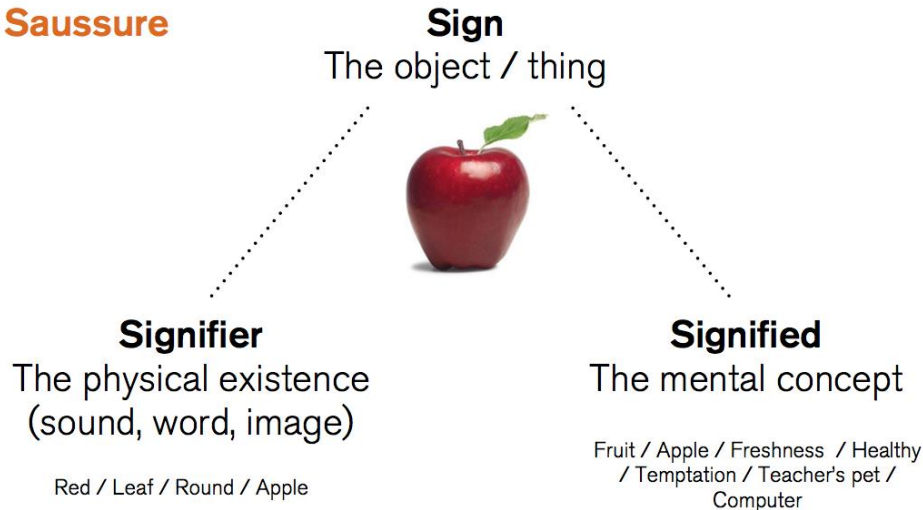 Saussure
Sign
The object / thing
Signifier
The physical existence
(sound, word, image)
Red / Leaf / Round / Apple
Signified
The mental concept
Fruit / Apple / Freshness / Healthy
/ Temptation / Teacher's pet /
Computer